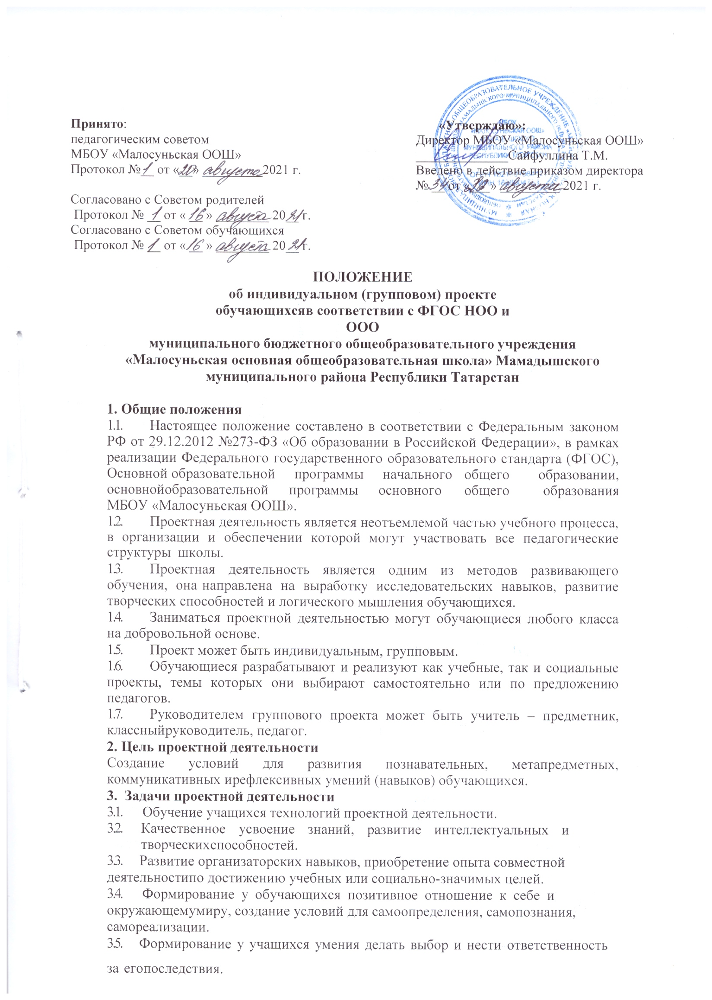 Принято:
педагогическим советом
МБОУ «Малосуньская ООШ»
Протокол № 1 от «20» августа 2021 г.
Согласовано с Советом родителей
Протокол № 1 от «16» августа 2021 г.
Согласовано с Советом обучающихся
Протокол № 1 от «16» августа 2021 г.
«Утверждаю»:
Директор МБОУ «Малосуньская ООШ»
Сайфуллина Т.М.
Введено в действие приказом директора
№ 34 от « » августа 2021 г.
МБОУ
«МАЛОСУНЬСКАЯ ООШ»
МУНИЦИПАЛЬНОГО РАЙОНА
РЕСПУБЛИКИ ТАТАРСТАН
ПОЛОЖЕНИЕ
об индивидуальном (групповом) проекте
обучающихсяв соответствии с ФГОС НОО и
ООО
муниципального бюджетного общеобразовательного учреждения
«Малосуньская основная общеобразовательная школа» Мамадышского
муниципального района Республики Татарстан
1. Общие положения
1.1. Настоящее положение составлено в соответствии с Федеральным законом
РФ от 29.12.2012 №273-ФЗ «Об образовании в Российской Федерации», в рамках
реализации Федерального государственного образовательного стандарта (ФГОС),
Основной образовательной программы начального общего образовании,
основнойобразовательной программы основного общего образования
МБОУ «Малосуньская ООШ».
1.2. Проектная деятельность является неотъемлемой частью учебного процесса,
в организации и обеспечении которой могут участвовать все педагогические
структуры школы.
1.3. Проектная деятельность является одним из методов развивающего
обучения, она направлена на выработку исследовательских навыков, развитие
творческих способностей и логического мышления обучающихся.
1.4. Заниматься проектной деятельностью могут обучающиеся любого класса
на добровольной основе.
1.5. Проект может быть индивидуальным, групповым.
1.6. Обучающиеся разрабатывают и реализуют как учебные, так и социальные
проекты, темы которых они выбирают самостоятельно или по предложению
педагогов.
1.7. Руководителем группового проекта может быть учитель – предметник,
классныйруководитель, педагог.
2. Цель проектной деятельности
Создание условий для развития познавательных, метапредметных,
коммуникативных ирефлексивных умений (навыков) обучающихся.
3. Задачи проектной деятельности
3.1. Обучение учащихся технологий проектной деятельности.
3.2. Качественное усвоение знаний, развитие интеллектуальных и
творческихспособностей.
3.3. Развитие организаторских навыков, приобретение опыта совместной
деятельностипо достижению учебных или социально-значимых целей.
3.4. Формирование у обучающихся позитивное отношение к себе и
окружающемумиру, создание условий для самоопределения, самопознания,
самореализации.
3.5. Формирование у учащихся умения делать выбор и нести ответственность
за егопоследствия.